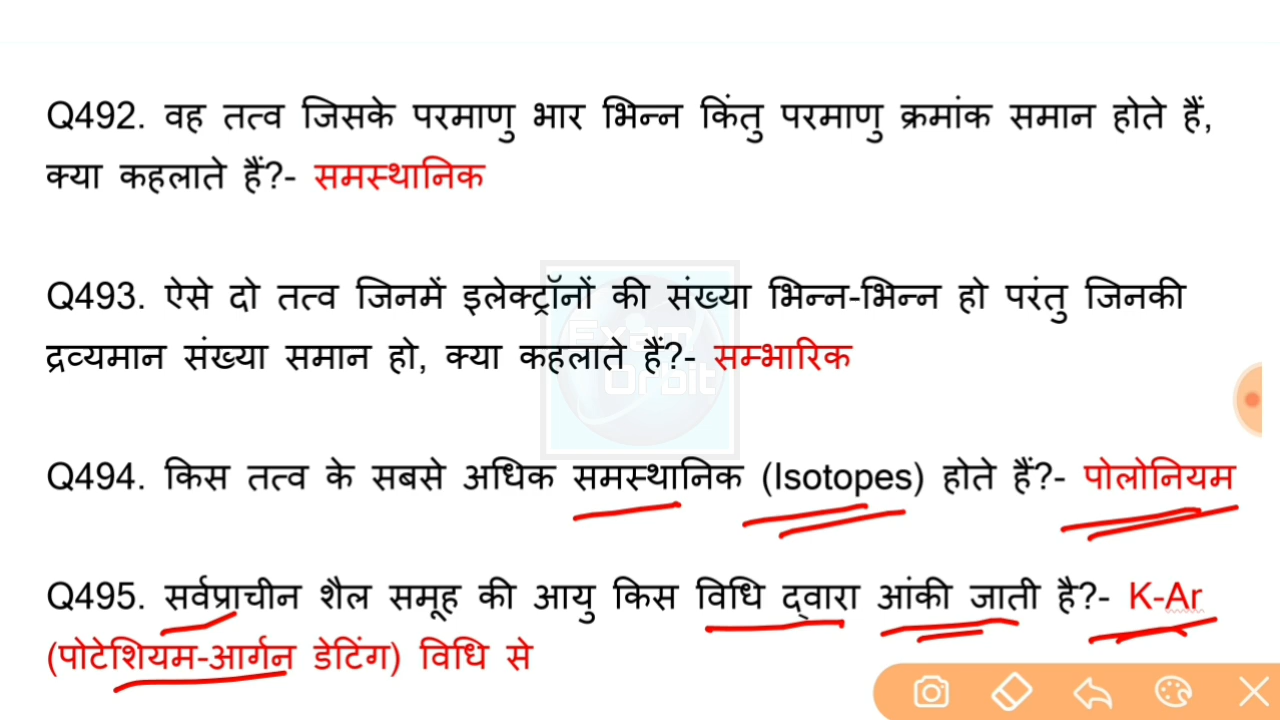 Q492. वह तत्व जिसके परमाणु भार भिन्न किंतु परमाणु क्रमांक समान होते हैं,
क्या कहलाते हैं?- समस्थानिक
Q493. ऐसे दो तत्व जिनमें इलेक्ट्रॉनों की संख्या भिन्न-भिन्न हो परंतु जिनकी
द्रव्यमान संख्या समान हो, क्या कहलाते हैं?- सम्भारिक
Exam
Orbit
Q494. किस तत्व के सबसे अधिक समस्थानिक (Isotopes) होते हैं?- पोलोनियम
Q495. सर्वप्राचीन शैल समूह की आयु किस विधि द्वारा आंकी जाती है?- K-Ar
(पोटेशियम-आर्गन डेटिंग) विधि से